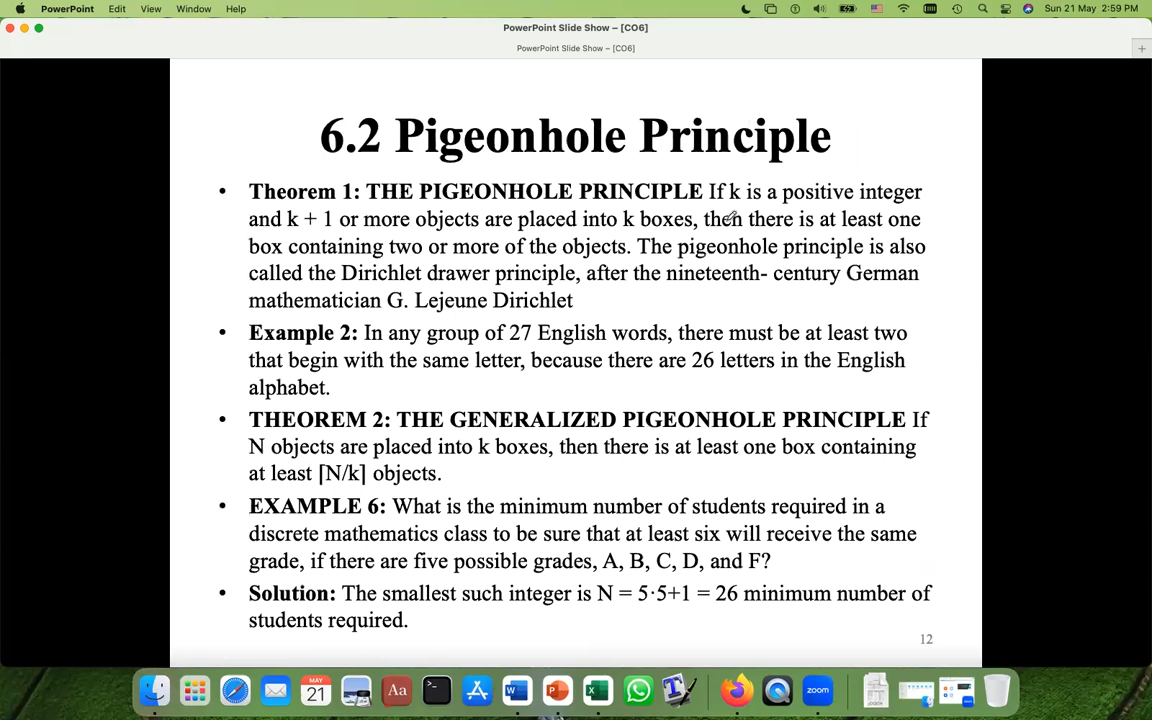 PowerPoint Edit View Window Help Sun 21 May 2:59 PM
PowerPoint Slide Show – [CO6]
PowerPoint Slide Show – [CO6]
6.2 Pigeonhole Principle
• Theorem 1: THE PIGEONHOLE PRINCIPLE If k is a positive integer
and k + 1 or more objects are placed into k boxes, then there is at least one
box containing two or more of the objects. The pigeonhole principle is also
called the Dirichlet drawer principle, after the nineteenth- century German
mathematician G. Lejeune Dirichlet
• Example 2: In any group of 27 English words, there must be at least two
that begin with the same letter, because there are 26 letters in the English
alphabet.
• THEOREM 2: THE GENERALIZED PIGEONHOLE PRINCIPLE If
N objects are placed into k boxes, then there is at least one box containing
at least ⌈N/k⌉ objects.
• EXAMPLE 6: What is the minimum number of students required in a
discrete mathematics class to be sure that at least six will receive the same
grade, if there are five possible grades, A, B, C, D, and F?
• Solution: The smallest such integer is N = 5·5+1 = 26 minimum number of
students required.
12
MAY
21
Aa
zoom